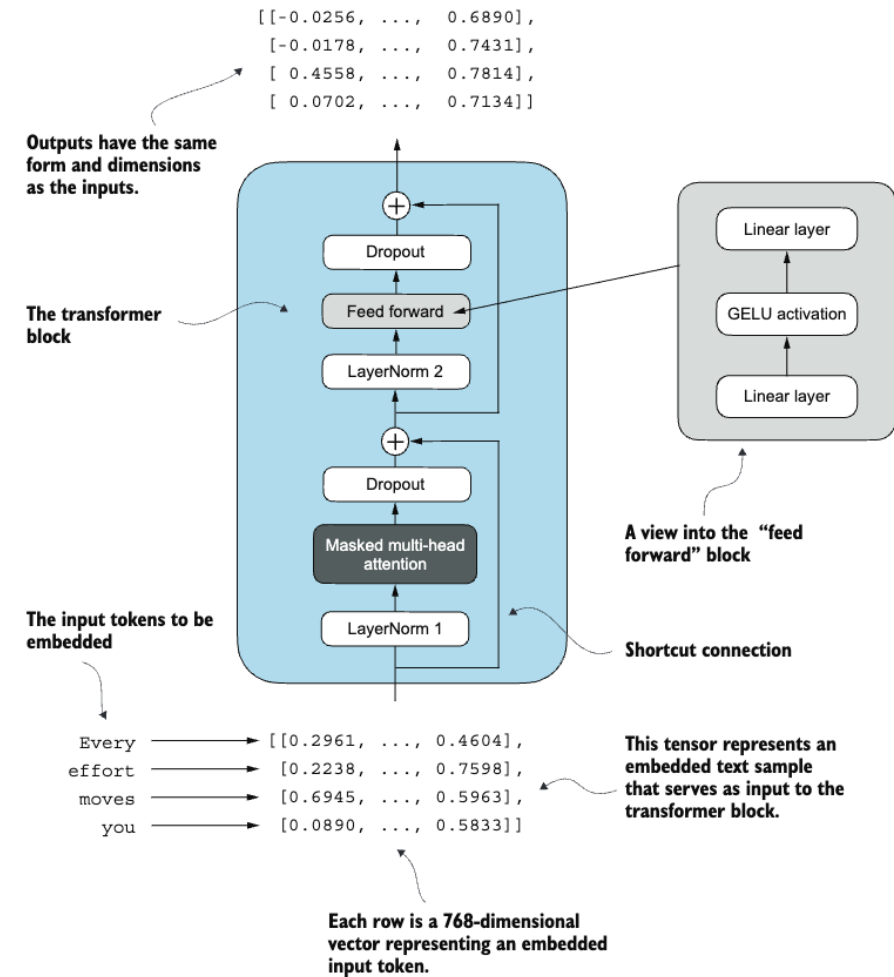 [[-0.0256, ..., 0.6890],
[-0.0178, ..., 0.7431],
[ 0.4558, ..., 0.7814],
[ 0.0702, ..., 0.7134]]
Outputs have the same
form and dimensions
as the inputs.
Dropout
Feed forward
LayerNorm 2
Dropout
Masked multi-head
attention
LayerNorm 1
The transformer
block
Linear layer
GELU activation
Linear layer
A view into the “feed
forward” block
The input tokens to be
embedded
Shortcut connection
Every [[0.2961, ..., 0.4604],
effort [0.2238, ..., 0.7598],
moves [0.6945, ..., 0.5963],
you [0.0890, ..., 0.5833]]
This tensor represents an
embedded text sample
that serves as input to the
transformer block.
Each row is a 768-dimensional
vector representing an embedded
input token.